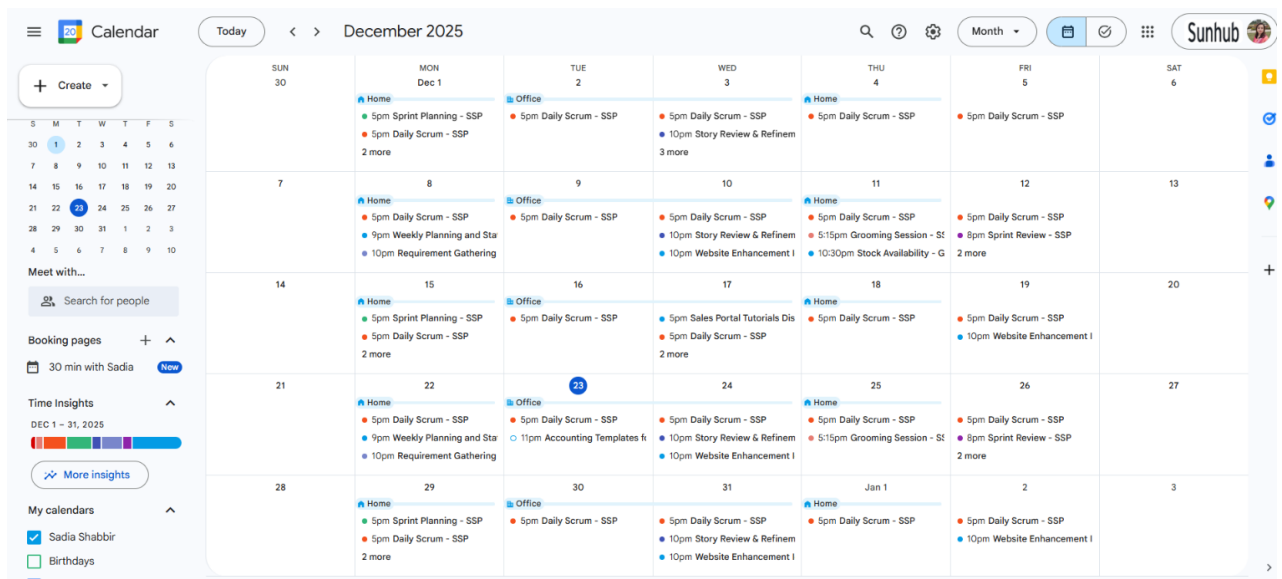 20 Calendar Today December 2025 Month Sunhub
Create
S M T W T F S
30 1 2 3 4 5 6
7 8 9 10 11 12 13
14 15 16 17 18 19 20
21 22 23 24 25 26 27
28 29 30 31 1 2 3
4 5 6 7 8 9 10
Meet with...
Search for people
Booking pages
30 min with Sadia New
Time Insights
DEC 1 – 31, 2025
More insights
My calendars
Sadia Shabbir
Birthdays
SUN MON TUE WED THU FRI SAT
30 Dec 1 2 3 4 5 6
Home Office Home
5pm Sprint Planning - SSP 5pm Daily Scrum - SSP 5pm Daily Scrum - SSP 5pm Daily Scrum - SSP 5pm Daily Scrum - SSP
5pm Daily Scrum - SSP 10pm Story Review & Refinem
2 more 3 more
7 8 9 10 11 12 13
Home Office Home
5pm Daily Scrum - SSP 5pm Daily Scrum - SSP 5pm Daily Scrum - SSP 5pm Daily Scrum - SSP 5pm Daily Scrum - SSP
9pm Weekly Planning and Sta 10pm Story Review & Refinem 5:15pm Grooming Session - SS 8pm Sprint Review - SSP
10pm Requirement Gathering 10pm Website Enhancement I 10:30pm Stock Availability - G 2 more
14 15 16 17 18 19 20
Home Office Home
5pm Sprint Planning - SSP 5pm Daily Scrum - SSP 5pm Sales Portal Tutorials Dis 5pm Daily Scrum - SSP 5pm Daily Scrum - SSP
5pm Daily Scrum - SSP 5pm Daily Scrum - SSP 10pm Website Enhancement I
2 more 2 more
21 22 23 24 25 26 27
Home Office Home
5pm Daily Scrum - SSP 5pm Daily Scrum - SSP 5pm Daily Scrum - SSP 5pm Daily Scrum - SSP 5pm Daily Scrum - SSP
9pm Weekly Planning and Sta 11pm Accounting Templates fo 10pm Story Review & Refinem 5:15pm Grooming Session - SS 8pm Sprint Review - SSP
10pm Requirement Gathering 10pm Website Enhancement I 2 more
28 29 30 31 Jan 1 2 3
Home Office Home
5pm Sprint Planning - SSP 5pm Daily Scrum - SSP 5pm Daily Scrum - SSP 5pm Daily Scrum - SSP 5pm Daily Scrum - SSP
5pm Daily Scrum - SSP 10pm Story Review & Refinem 10pm Website Enhancement I
2 more 10pm Website Enhancement I